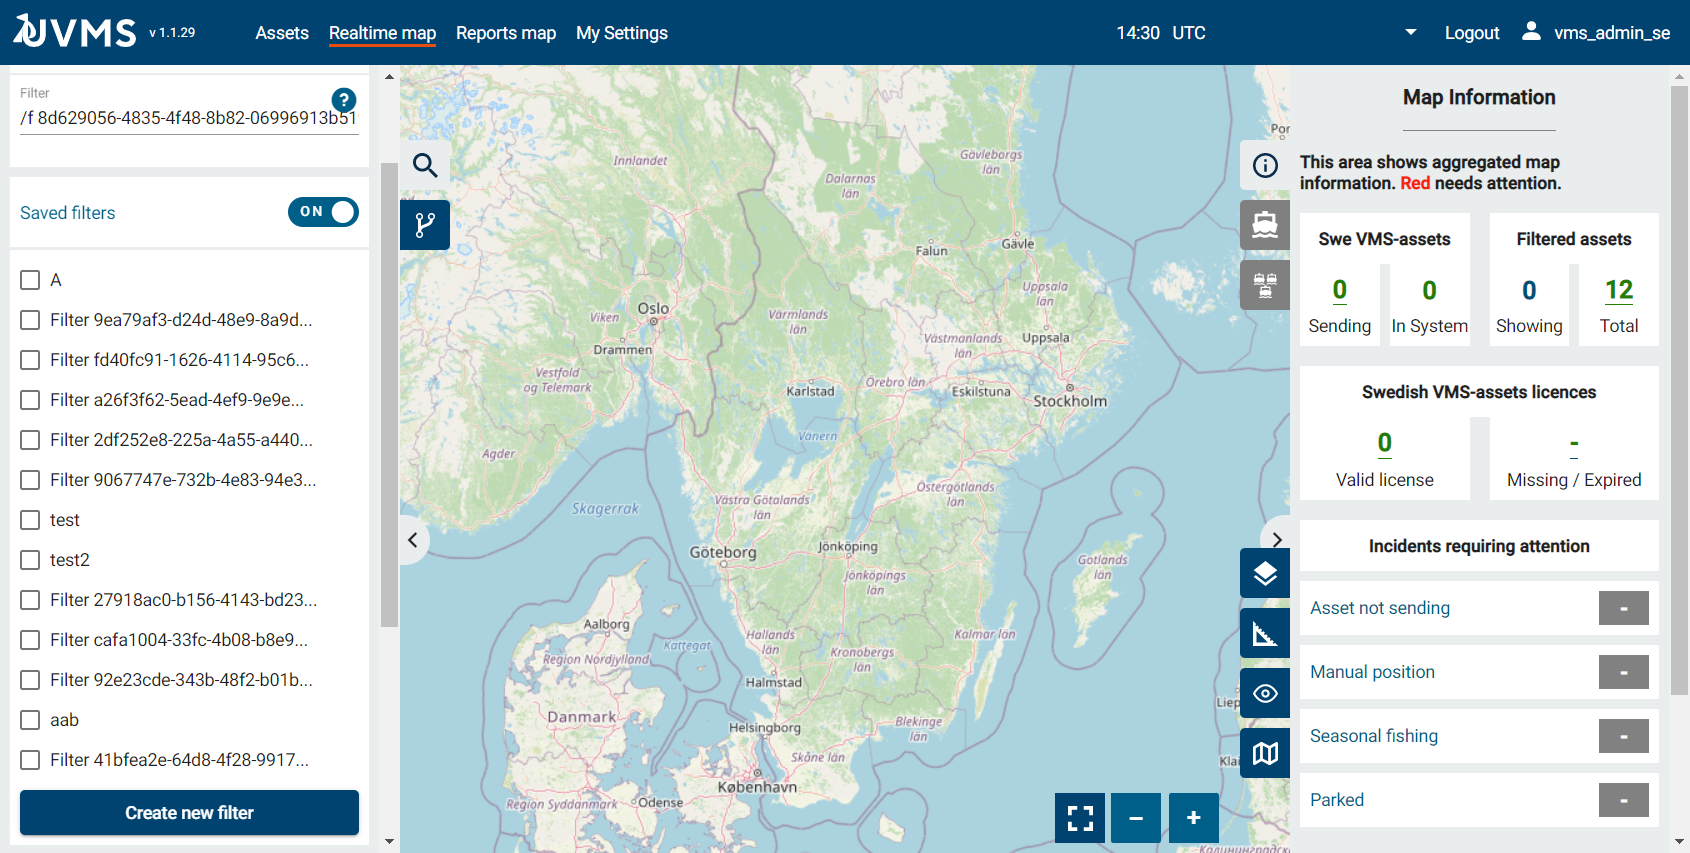 UVMS v 1.1.29 Assets Realtime map Reports map My Settings 14:30 UTC Logout vms_admin_se
Filter
?
/f 8d629056-4835-4f48-8b82-06996913b51
Saved filters ON
A
Filter 9ea79af3-d24d-48e9-8a9d...
Filter fd40fc91-1626-4114-95c6...
Filter a26f3f62-5ead-4ef9-9e9e...
Filter 2df252e8-225a-4a55-a440...
Filter 9067747e-732b-4e83-94e3...
test
test2
Filter 27918ac0-b156-4143-bd23...
Filter cafa1004-33fc-4b08-b8e9...
Filter 92e23cde-343b-48f2-b01b...
aab
Filter 41bfea2e-64d8-4f28-9917...
Create new filter
Innlandet
Gävleborgs
län
Por
Dalarnas
län
Falun
Gävle
Oslo
Viken
Drammen
Värmlands
län
Uppsala
län
Västmanlands
län
Uppsala
Vestfold
og Telemark
Karlstad
Örebro län
Eskilstuna
Stockholm
Vänern
Agder
Skagerrak
Västra Götalands
län
Östergötlands
län
Göteborg
Jönköping
Jönköpings
län
Gotlands
län
Aalborg
Region Nordjylland
Kattegat
Hallands
län
Kronobergs
län
Kalmar län
Halmstad
Danmark
Helsingborg
Blekinge
län
Liep
Skåne län
København
Klai
Region Syddanmark
Odense
Калининградская
Map Information
This area shows aggregated map
information. Red needs attention.
Swe VMS-assets
0 0
Sending In System
Filtered assets
0 12
Showing Total
Swedish VMS-assets licences
0 -
Valid license Missing / Expired
Incidents requiring attention
Asset not sending -
Manual position -
Seasonal fishing -
Parked -